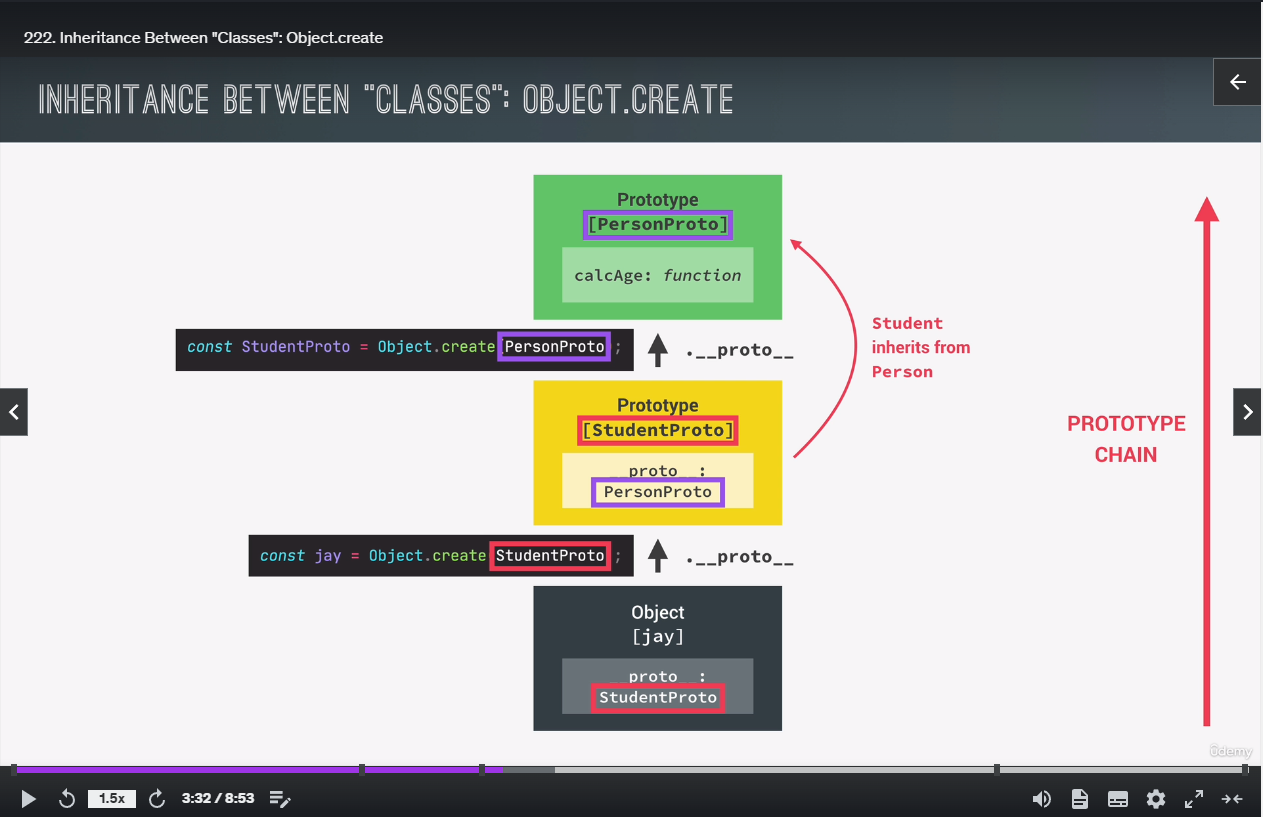 222. Inheritance Between "Classes": Object.create
INHERITANCE BETWEEN "CLASSES": OBJECT.CREATE
Prototype
[PersonProto]
calcAge: function
const StudentProto = Object.create PersonProto ;
.__proto__
Student
inherits from
Person
Prototype
[StudentProto]
__proto__:
PersonProto
PROTOTYPE
CHAIN
const jay = Object.create StudentProto ;
.__proto__
Object
[jay]
__proto__:
StudentProto
ûdemy
1.5x
3:32 / 8:53